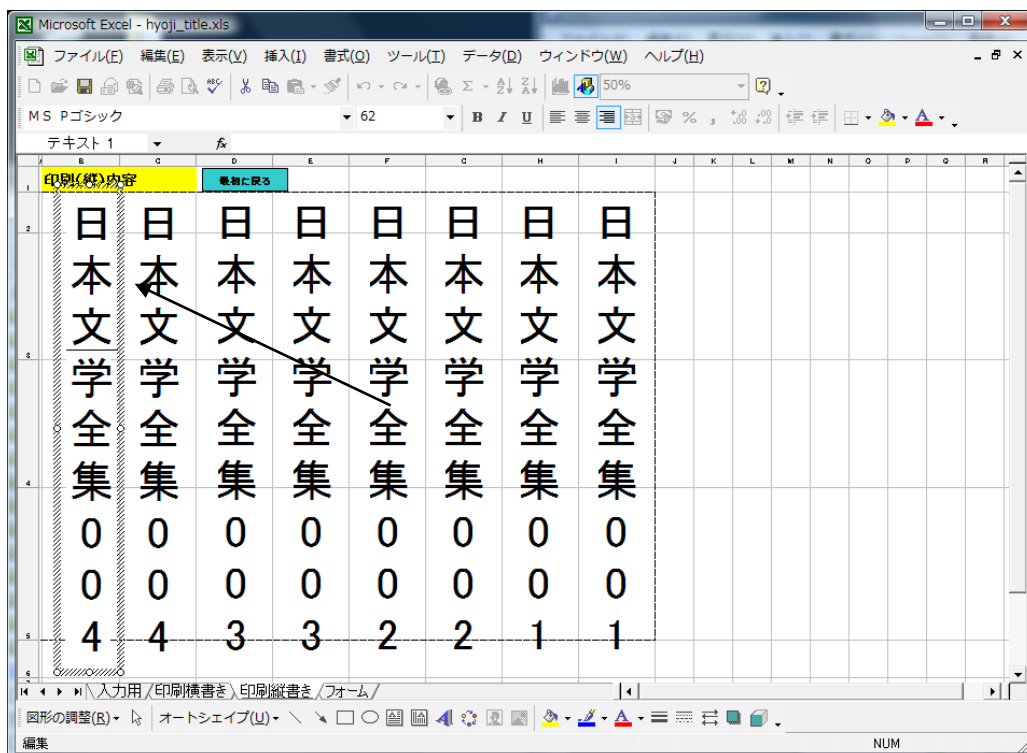 Microsoft Excel - hyoji_title.xls
ファイル(F) 編集(E) 表示(V) 挿入(I) 書式(O) ツール(T) データ(D) ウィンドウ(W) ヘルプ(H)
50%
ＭＳ Ｐゴシック 62 B I U
テキスト 1 fx
B C D E F G H I J K L M N O P Q R
1 印刷(紙)内容 最初に戻る
2
3
4
5
6
日本文学全集００４
日本文学全集００４
日本文学全集００３
日本文学全集００３
日本文学全集００２
日本文学全集００２
日本文学全集００１
日本文学全集００１
入力用 印刷横書き 印刷縦書き フォーム
図形の調整(R) オートシェイプ(U)
編集 NUM